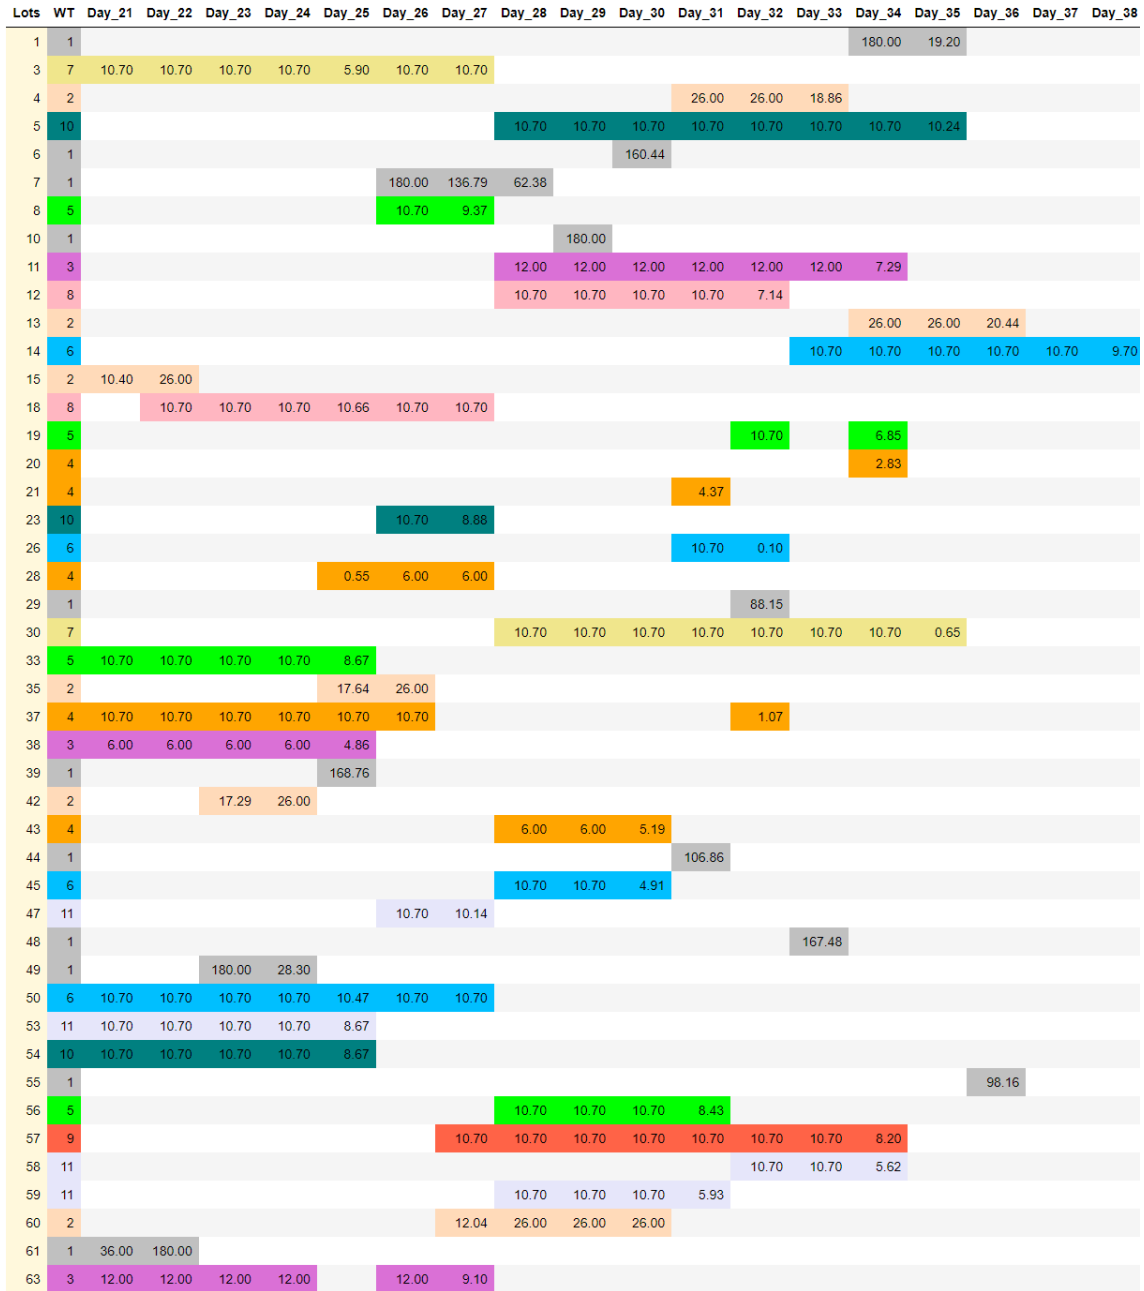 Lots WT Day_21 Day_22 Day_23 Day_24 Day_25 Day_26 Day_27 Day_28 Day_29 Day_30 Day_31 Day_32 Day_33 Day_34 Day_35 Day_36 Day_37 Day_38
1 1 180.00 19.20
3 7 10.70 10.70 10.70 10.70 5.90 10.70 10.70
4 2 26.00 26.00 18.86
5 10 10.70 10.70 10.70 10.70 10.70 10.70 10.70 10.24
6 1 160.44
7 1 180.00 136.79 62.38
8 5 10.70 9.37
10 1 180.00
11 3 12.00 12.00 12.00 12.00 12.00 12.00 7.29
12 8 10.70 10.70 10.70 10.70 7.14
13 2 26.00 26.00 20.44
14 6 10.70 10.70 10.70 10.70 10.70 9.70
15 2 10.40 26.00
18 8 10.70 10.70 10.70 10.66 10.70 10.70
19 5 10.70 6.85
20 4 2.83
21 4 4.37
23 10 10.70 8.88
26 6 10.70 0.10
28 4 0.55 6.00 6.00
29 1 88.15
30 7 10.70 10.70 10.70 10.70 10.70 10.70 10.70 0.65
33 5 10.70 10.70 10.70 10.70 8.67
35 2 17.64 26.00
37 4 10.70 10.70 10.70 10.70 10.70 10.70 1.07
38 3 6.00 6.00 6.00 6.00 4.86
39 1 168.76
42 2 17.29 26.00
43 4 6.00 6.00 5.19
44 1 106.86
45 6 10.70 10.70 4.91
47 11 10.70 10.14
48 1 167.48
49 1 180.00 28.30
50 6 10.70 10.70 10.70 10.70 10.47 10.70 10.70
53 11 10.70 10.70 10.70 10.70 8.67
54 10 10.70 10.70 10.70 10.70 8.67
55 1 98.16
56 5 10.70 10.70 10.70 8.43
57 9 10.70 10.70 10.70 10.70 10.70 10.70 10.70 8.20
58 11 10.70 10.70 5.62
59 11 10.70 10.70 10.70 5.93
60 2 12.04 26.00 26.00 26.00
61 1 36.00 180.00
63 3 12.00 12.00 12.00 12.00 12.00 9.10